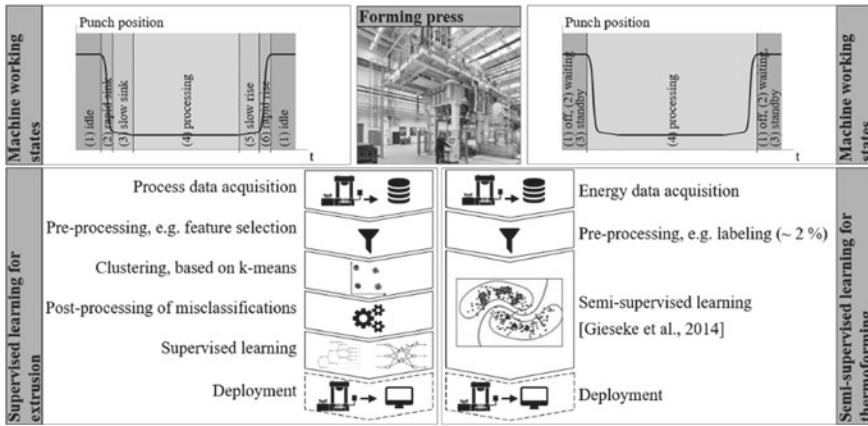 Machine working
states
Punch position
(1) idle
(2) rapid sink
(3) slow sink
(4) processing
(5) slow rise
(6) rapid rise
(1) idle
t
Forming press
Punch position
(1) off, (2) waiting,
(3) standby
(4) processing
(1) off, (2) waiting,
(3) standby
t
Machine working
states
Supervised learning for
extrusion
Process data acquisition
Pre-processing, e.g. feature selection
Clustering, based on k-means
Post-processing of misclassifications
Supervised learning
Deployment
Energy data acquisition
Pre-processing, e.g. labeling (~ 2 %)
Semi-supervised learning
[Gieseke et al., 2014]
Deployment
Semi-supervised learning for
thermoforming